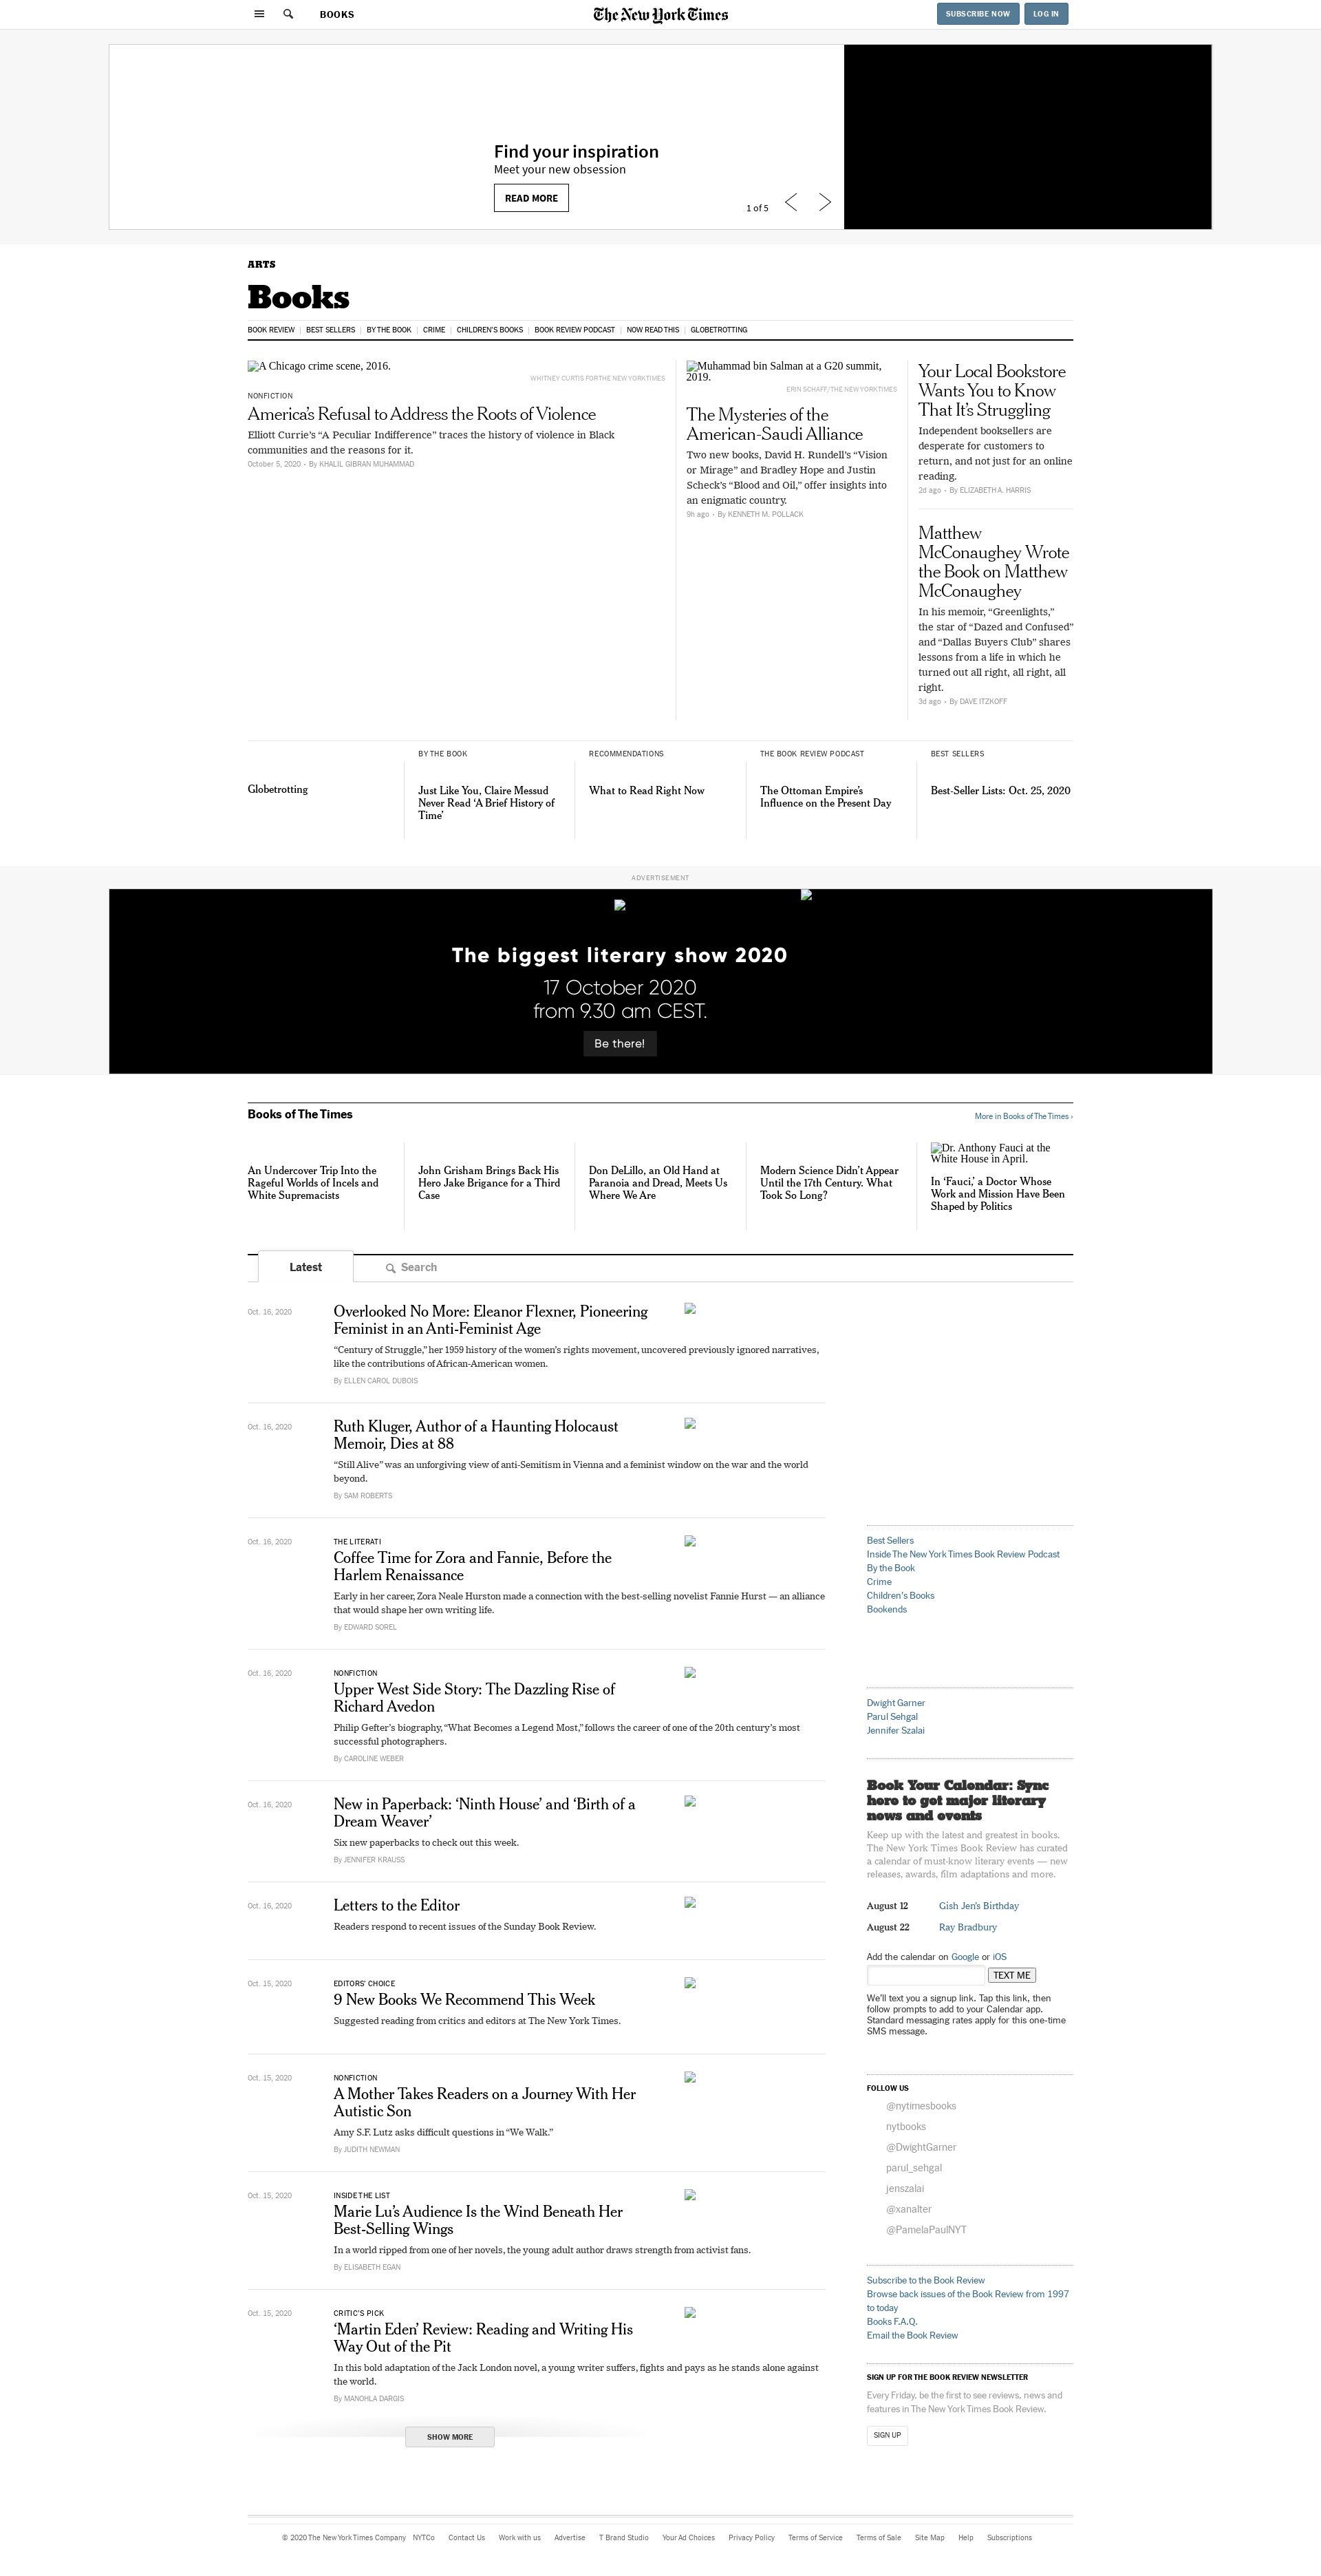 BOOKS
The New York Times
SUBSCRIBE NOW
LOG IN
Find your inspiration
Meet your new obsession
READ MORE
1 of 5
ARTS
Books
BOOK REVIEW | BEST SELLERS | BY THE BOOK | CRIME | CHILDREN'S BOOKS | BOOK REVIEW PODCAST | NOW READ THIS | GLOBETROTTING
A Chicago crime scene, 2016.
WHITNEY CURTIS FOR THE NEW YORK TIMES
NONFICTION
America's Refusal to Address the Roots of Violence
Elliott Currie's “A Peculiar Indifference” traces the history of violence in Black
communities and the reasons for it.
October 5, 2020 - By KHALIL GIBRAN MUHAMMAD
Muhammad bin Salman at a G20 summit,
2019.
ERIN SCHAFF/THE NEW YORK TIMES
The Mysteries of the
American-Saudi Alliance
Two new books, David H. Rundell's “Vision
or Mirage” and Bradley Hope and Justin
Scheck's “Blood and Oil,” offer insights into
an enigmatic country.
9h ago - By KENNETH M. POLLACK
Your Local Bookstore
Wants You to Know
That It's Struggling
Independent booksellers are
desperate for customers to
return, and not just for an online
reading.
2d ago - By ELIZABETH A. HARRIS
Matthew
McConaughey Wrote
the Book on Matthew
McConaughey
In his memoir, “Greenlights,”
the star of “Dazed and Confused”
and “Dallas Buyers Club” shares
lessons from a life in which he
turned out all right, all right, all
right.
3d ago - By DAVE ITZKOFF
Globetrotting
BY THE BOOK
Just Like You, Claire Messud
Never Read ‘A Brief History of
Time’
RECOMMENDATIONS
What to Read Right Now
THE BOOK REVIEW PODCAST
The Ottoman Empire's
Influence on the Present Day
BEST SELLERS
Best-Seller Lists: Oct. 25, 2020
ADVERTISEMENT
The biggest literary show 2020
17 October 2020
from 9.30 am CEST.
Be there!
Books of The Times
More in Books of The Times ›
An Undercover Trip Into the
Rageful Worlds of Incels and
White Supremacists
John Grisham Brings Back His
Hero Jake Brigance for a Third
Case
Don DeLillo, an Old Hand at
Paranoia and Dread, Meets Us
Where We Are
Modern Science Didn't Appear
Until the 17th Century. What
Took So Long?
Dr. Anthony Fauci at the
White House in April.
In ‘Fauci,’ a Doctor Whose
Work and Mission Have Been
Shaped by Politics
Latest
Search
Oct. 16, 2020
Overlooked No More: Eleanor Flexner, Pioneering
Feminist in an Anti-Feminist Age
“Century of Struggle,” her 1959 history of the women's rights movement, uncovered previously ignored narratives,
like the contributions of African-American women.
By ELLEN CAROL DUBOIS
Oct. 16, 2020
Ruth Kluger, Author of a Haunting Holocaust
Memoir, Dies at 88
“Still Alive” was an unforgiving view of anti-Semitism in Vienna and a feminist window on the war and the world
beyond.
By SAM ROBERTS
Oct. 16, 2020
THE LITERATI
Coffee Time for Zora and Fannie, Before the
Harlem Renaissance
Early in her career, Zora Neale Hurston made a connection with the best-selling novelist Fannie Hurst — an alliance
that would shape her own writing life.
By EDWARD SOREL
Oct. 16, 2020
NONFICTION
Upper West Side Story: The Dazzling Rise of
Richard Avedon
Philip Gefter's biography, “What Becomes a Legend Most,” follows the career of one of the 20th century's most
successful photographers.
By CAROLINE WEBER
Oct. 16, 2020
New in Paperback: ‘Ninth House’ and ‘Birth of a
Dream Weaver’
Six new paperbacks to check out this week.
By JENNIFER KRAUSS
Oct. 16, 2020
Letters to the Editor
Readers respond to recent issues of the Sunday Book Review.
Oct. 15, 2020
EDITORS' CHOICE
9 New Books We Recommend This Week
Suggested reading from critics and editors at The New York Times.
Oct. 15, 2020
NONFICTION
A Mother Takes Readers on a Journey With Her
Autistic Son
Amy S.F. Lutz asks difficult questions in “We Walk.”
By JUDITH NEWMAN
Oct. 15, 2020
INSIDE THE LIST
Marie Lu's Audience Is the Wind Beneath Her
Best-Selling Wings
In a world ripped from one of her novels, the young adult author draws strength from activist fans.
By ELISABETH EGAN
Oct. 15, 2020
CRITIC'S PICK
‘Martin Eden’ Review: Reading and Writing His
Way Out of the Pit
In this bold adaptation of the Jack London novel, a young writer suffers, fights and pays as he stands alone against
the world.
By MANOHLA DARGIS
SHOW MORE
Best Sellers
Inside The New York Times Book Review Podcast
By the Book
Crime
Children's Books
Bookends
Dwight Garner
Parul Sehgal
Jennifer Szalai
Book Your Calendar: Sync
here to get major literary
news and events
Keep up with the latest and greatest in books.
The New York Times Book Review has curated
a calendar of must-know literary events — new
releases, awards, film adaptations and more.
August 12 Gish Jen's Birthday
August 22 Ray Bradbury
Add the calendar on Google or iOS
TEXT ME
We'll text you a signup link. Tap this link, then
follow prompts to add to your Calendar app.
Standard messaging rates apply for this one-time
SMS message.
FOLLOW US
@nytimesbooks
nytbooks
@DwightGarner
parul_sehgal
jenszalai
@xanalter
@PamelaPaulNYT
Subscribe to the Book Review
Browse back issues of the Book Review from 1997
to today
Books F.A.Q.
Email the Book Review
SIGN UP FOR THE BOOK REVIEW NEWSLETTER
Every Friday, be the first to see reviews, news and
features in The New York Times Book Review.
SIGN UP
© 2020 The New York Times Company NYTCo Contact Us Work with us Advertise T Brand Studio Your Ad Choices Privacy Policy Terms of Service Terms of Sale Site Map Help Subscriptions